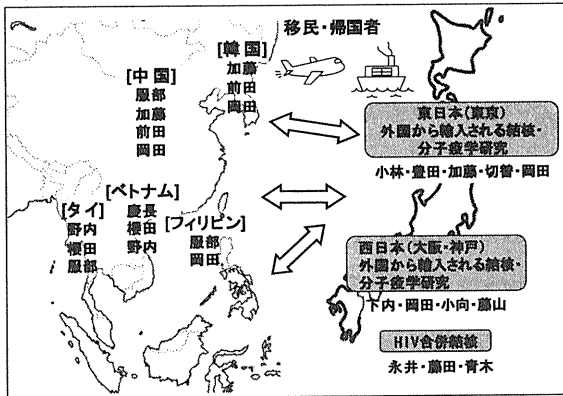 移民・帰国者
[韓国]
加藤
前田
岡田
[中国]
服部
加藤
前田
岡田
東日本(東京)
外国から輸入される結核・
分子疫学研究
小林・豊田・加藤・切替・岡田
[ベトナム]
慶長
櫻田
野内
[タイ]
野内
櫻田
服部
[フィリピン]
服部
岡田
西日本(大阪・神戸)
外国から輸入される結核・
分子疫学研究
下内・岡田・小向・藤山
HIV合併結核
永井・藤田・青木